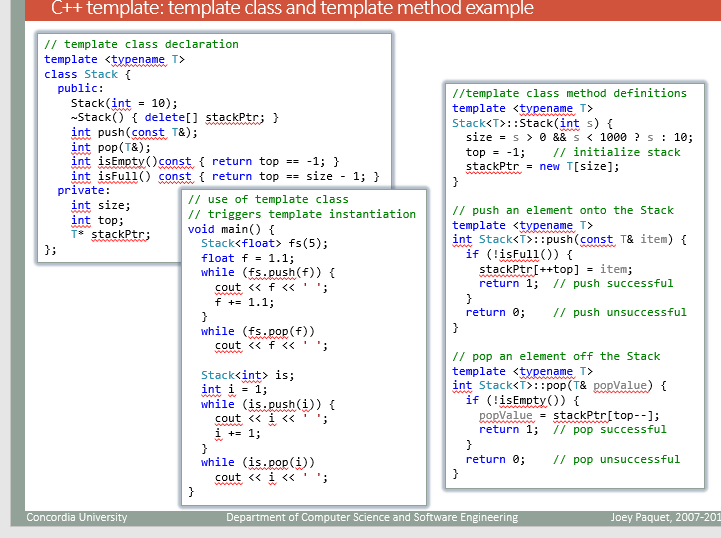 C++ template: template class and template method example
// template class declaration
template <typename T>
class Stack {
public:
Stack(int = 10);
~Stack() { delete[] stackPtr; }
int push(const T&);
int pop(T&);
int isEmpty()const { return top == -1; }
int isFull() const { return top == size - 1; }
private:
int size;
int top;
T* stackPtr;
};
// use of template class
// triggers template instantiation
void main() {
Stack<float> fs(5);
float f = 1.1;
while (fs.push(f)) {
cout << f << ' ';
f += 1.1;
}
while (fs.pop(f))
cout << f << ' ';
Stack<int> is;
int i = 1;
while (is.push(i)) {
cout << i << ' ';
i += 1;
}
while (is.pop(i))
cout << i << ' ';
}
//template class method definitions
template <typename T>
Stack<T>::Stack(int s) {
size = s > 0 && s < 1000 ? s : 10;
top = -1; // initialize stack
stackPtr = new T[size];
}
// push an element onto the Stack
template <typename T>
int Stack<T>::push(const T& item) {
if (!isFull()) {
stackPtr[++top] = item;
return 1; // push successful
}
return 0; // push unsuccessful
}
// pop an element off the Stack
template <typename T>
int Stack<T>::pop(T& popValue) {
if (!isEmpty()) {
popValue = stackPtr[top--];
return 1; // pop successful
}
return 0; // pop unsuccessful
}
Concordia University
Department of Computer Science and Software Engineering
Joey Paquet, 2007-201